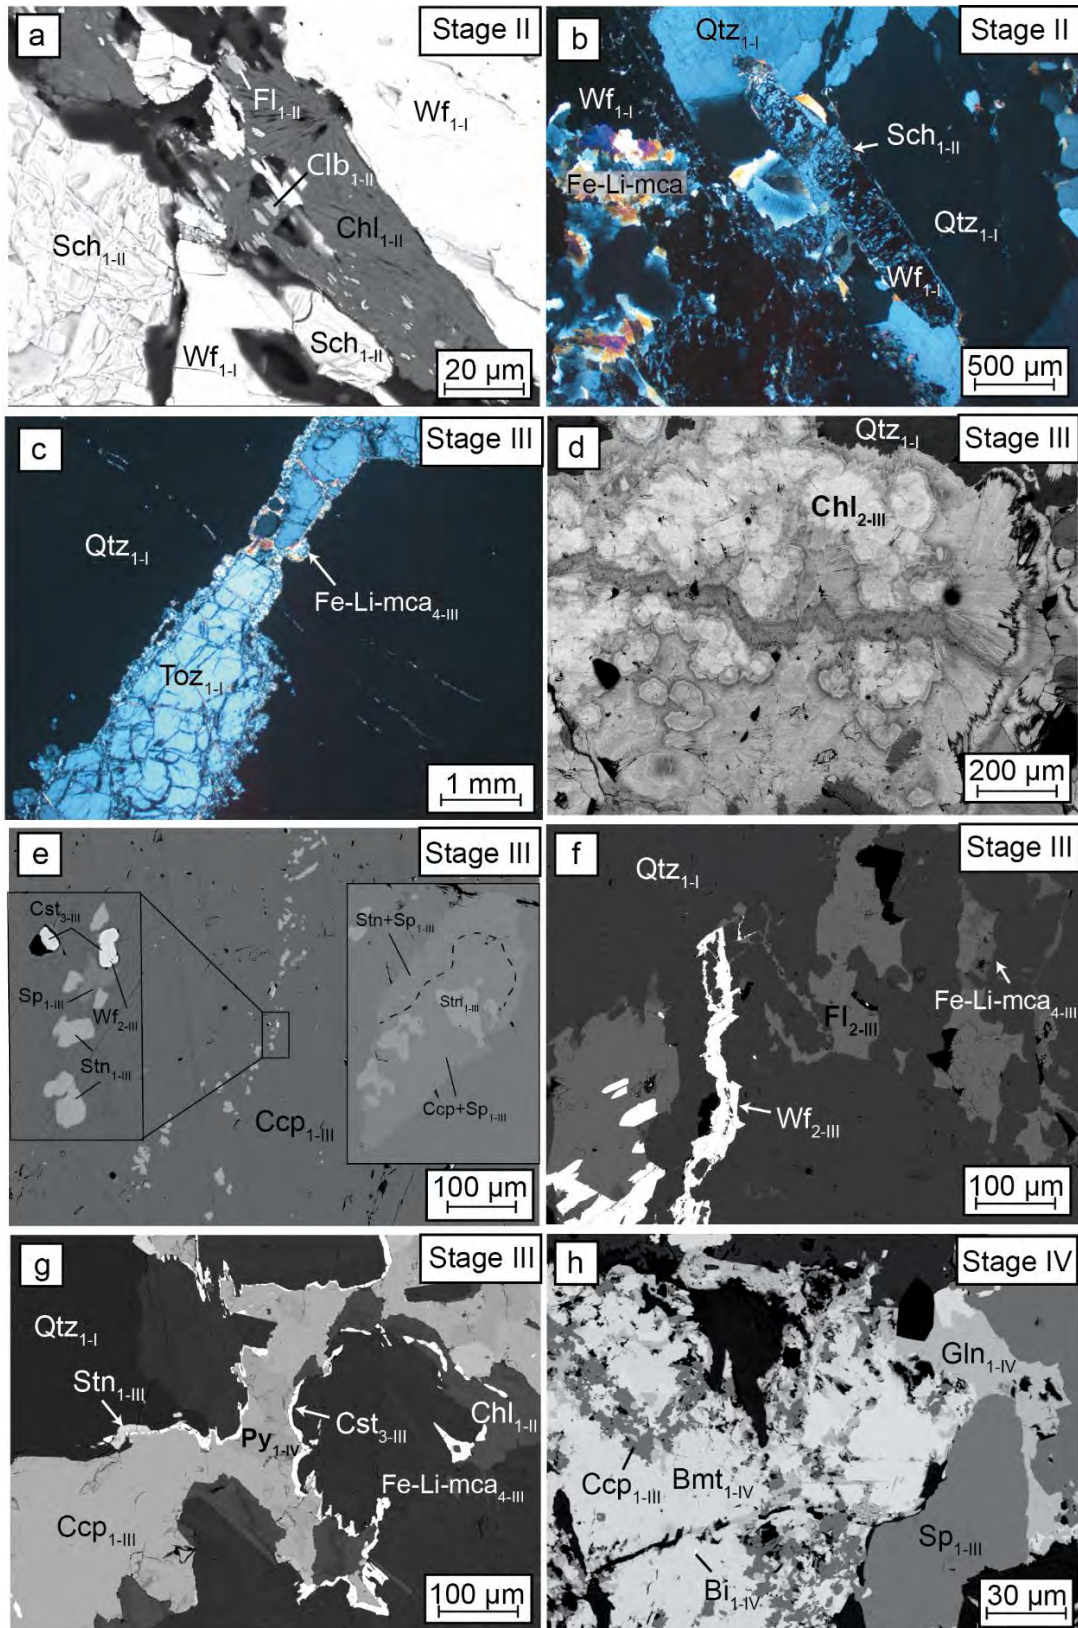 a
Stage II
Fl1-II
Wf1-I
Clb1-II
Chl1-II
Sch1-II
Wf1-I
Sch1-II
20 µm
b
Stage II
Qtz1-I
Wf1-I
Sch1-II
Fe-Li-mca
Qtz1-I
Wf1-I
500 µm
c
Stage III
Qtz1-I
Fe-Li-mca4-III
Toz1-I
1 mm
d
Stage III
Qtz1-I
Chl2-III
200 µm
e
Stage III
Cst3-III
Sp1-III
Wf2-III
Stn1-III
Ccp1-III
Stn+Sp1-III
Stn1-III
Ccp+Sp1-III
100 µm
f
Stage III
Qtz1-I
Fl2-III
Fe-Li-mca4-III
Wf2-III
100 µm
g
Stage III
Qtz1-I
Stn1-III
Py1-IV
Cst3-III
Chl1-II
Fe-Li-mca4-III
Ccp1-III
100 µm
h
Stage IV
Gln1-IV
Ccp1-III
Bmt1-IV
Sp1-III
Bi1-IV
30 µm